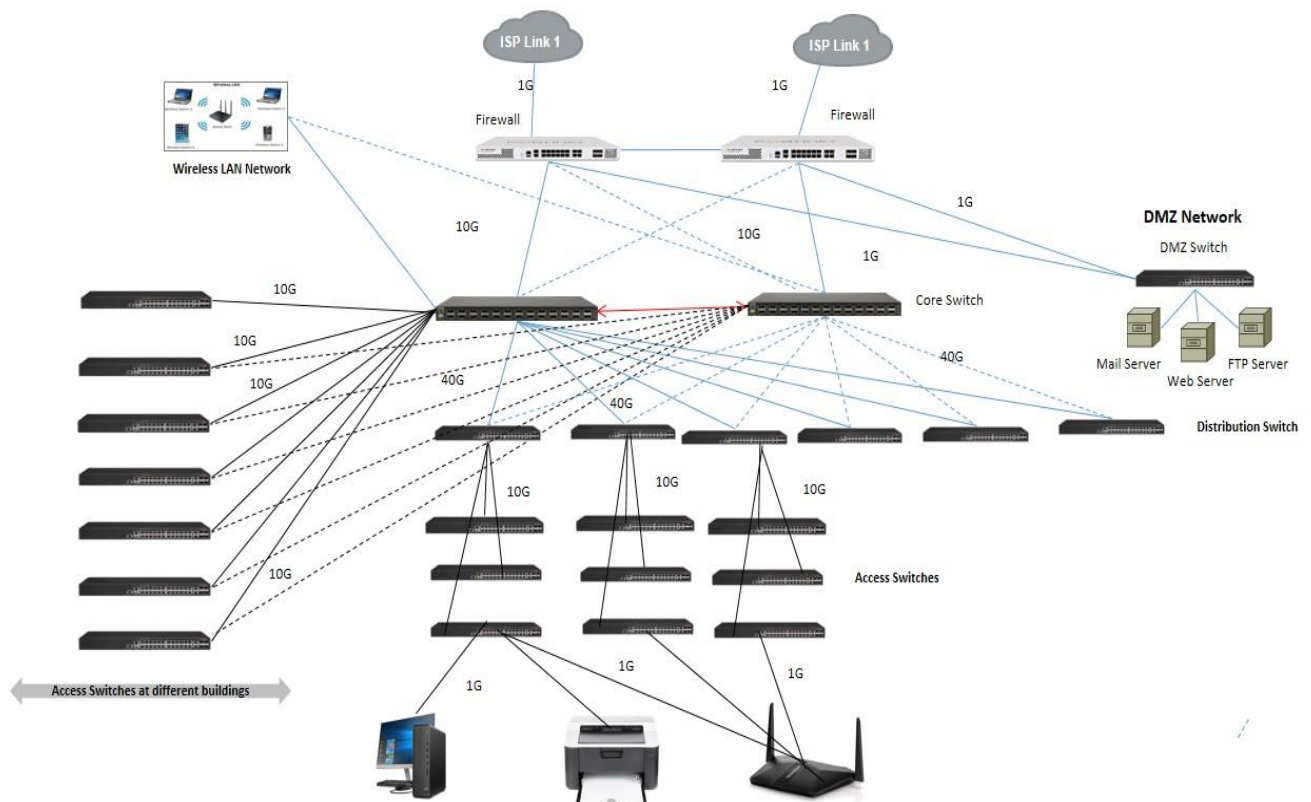 ISP Link 1
ISP Link 1
1G
1G
Firewall
Firewall
Wireless LAN
Wireless LAN Network
1G
DMZ Network
DMZ Switch
10G
10G
1G
10G
Core Switch
10G
40G
Mail Server
Web Server
FTP Server
10G
40G
40G
Distribution Switch
10G
10G
10G
10G
Access Switches
1G
1G
1G
Access Switches at different buildings